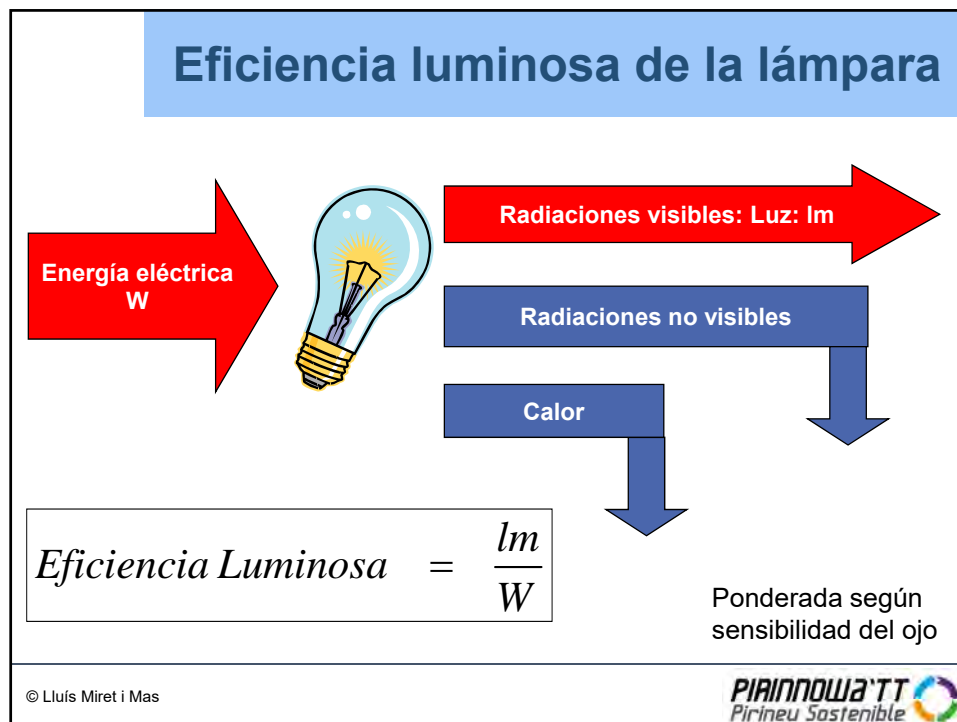 Eficiencia luminosa de la lámpara
Radiaciones visibles: Luz: lm
Energía eléctrica
W
Radiaciones no visibles
Calor
Eficiencia Luminosa = lm/W
Ponderada según
sensibilidad del ojo
© Lluís Miret i Mas
PIRINNOWA'TT
Pirineu Sostenible